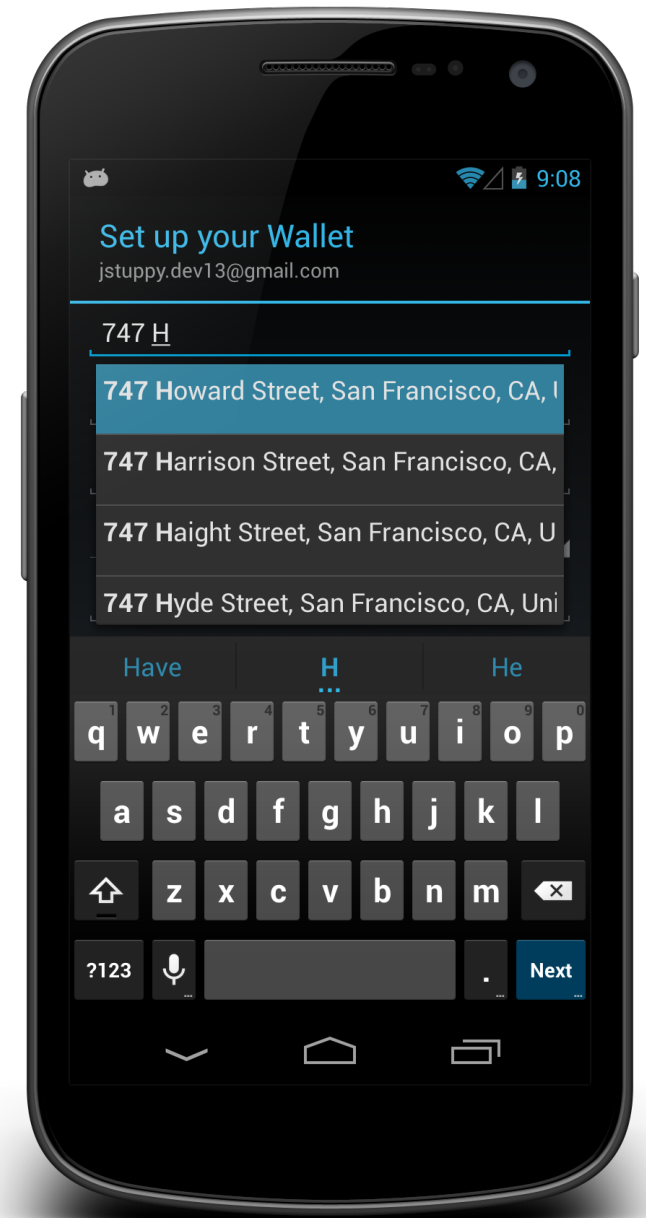 9:08
Set up your Wallet
jstuppy.dev13@gmail.com
747 H
747 Howard Street, San Francisco, CA,
747 Harrison Street, San Francisco, CA,
747 Haight Street, San Francisco, CA, U
747 Hyde Street, San Francisco, CA, Uni
Have H He
1 2 3 4 5 6 7 8 9 0
q w e r t y u i o p
a s d f g h j k l
z x c v b n m
?123 . Next